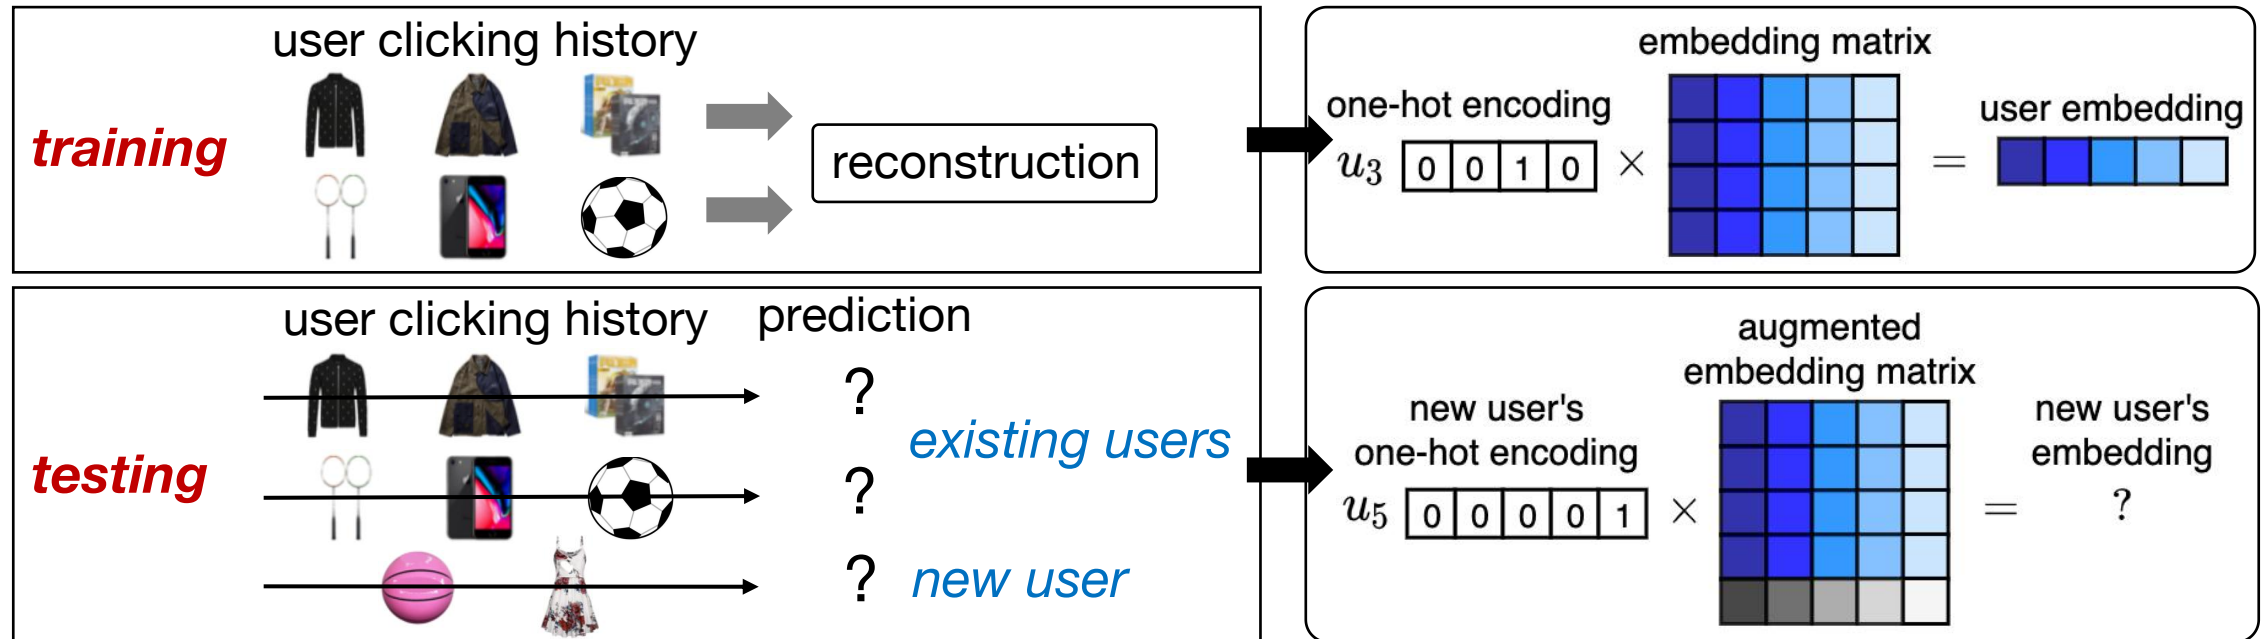 user clicking history
training
reconstruction
embedding matrix
one-hot encoding
u3 0 0 1 0 × =
user embedding
user clicking history prediction
testing
?
?
existing users
? new user
augmented
embedding matrix
new user's
one-hot encoding
u5 0 0 0 0 1 × =
new user's
embedding
?